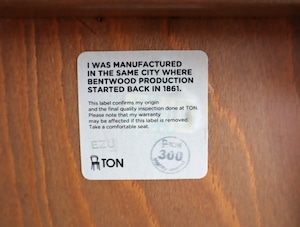 I WAS MANUFACTURED
IN THE SAME CITY WHERE
BENTWOOD PRODUCTION
STARTED BACK IN 1861.
This label confirms my origin
and the final quality inspection done at TON.
Please note that my warranty
may be affected if this label is removed.
Take a comfortable seat.
EZU
TON
300